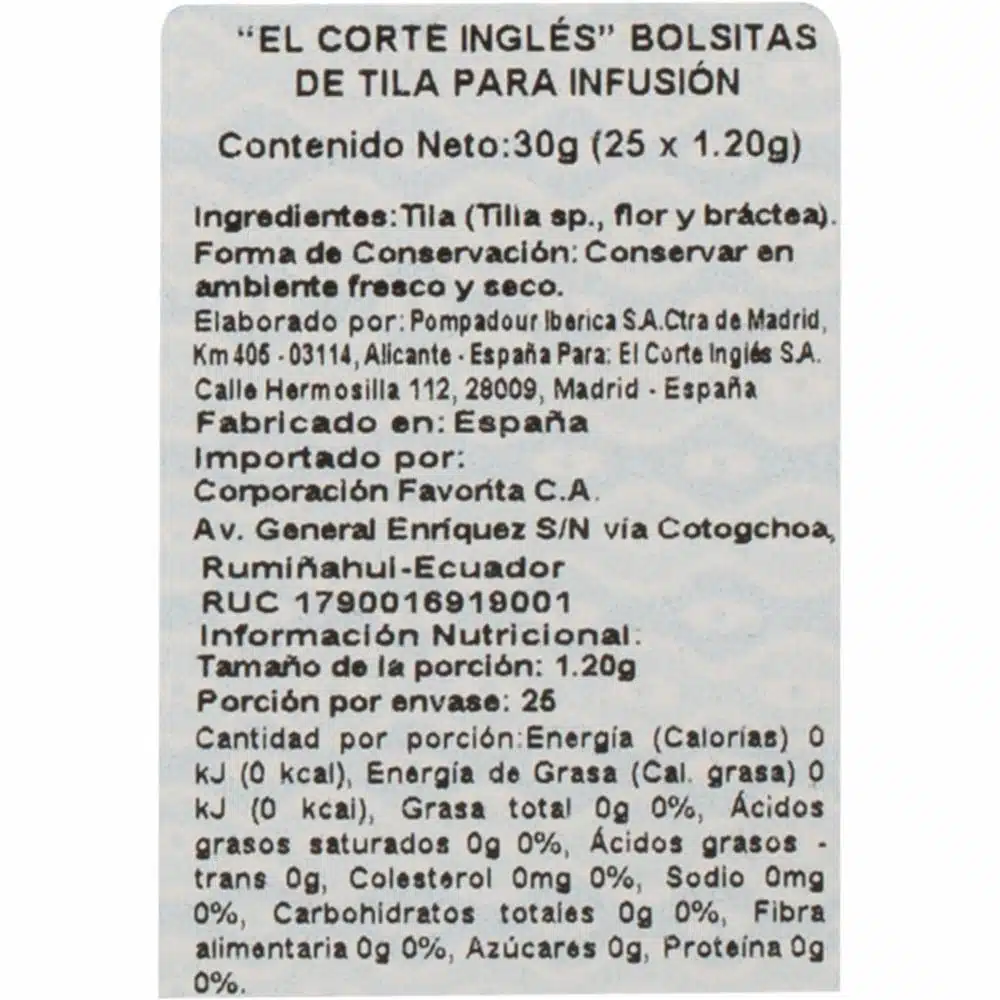 “EL CORTE INGLÉS” BOLSITAS
DE TILA PARA INFUSIÓN
Contenido Neto:30g (25 x 1.20g)
Ingredientes: Tila (Tilia sp., flor y bráctea).
Forma de Conservación: Conservar en
ambiente fresco y seco.
Elaborado por: Pompadour Iberica S.A.Ctra de Madrid,
Km 405 - 03114, Alicante - España Para: El Corte Inglés S.A.
Calle Hermosilla 112, 28009, Madrid - España
Fabricado en: España
Importado por:
Corporación Favorita C.A.
Av. General Enríquez S/N vía Cotogchoa,
Rumiñahui-Ecuador
RUC 1790016919001
Información Nutricional:
Tamaño de la porción: 1.20g
Porción por envase: 25
Cantidad por porción:Energía (Calorías) 0
kJ (0 kcal), Energía de Grasa (Cal. grasa) 0
kJ (0 kcal), Grasa total 0g 0%, Ácidos
grasos saturados 0g 0%, Ácidos grasos -
trans 0g, Colesterol 0mg 0%, Sodio 0mg
0%, Carbohidratos totales 0g 0%, Fibra
alimentaria 0g 0%, Azúcares 0g, Proteína 0g
0%.